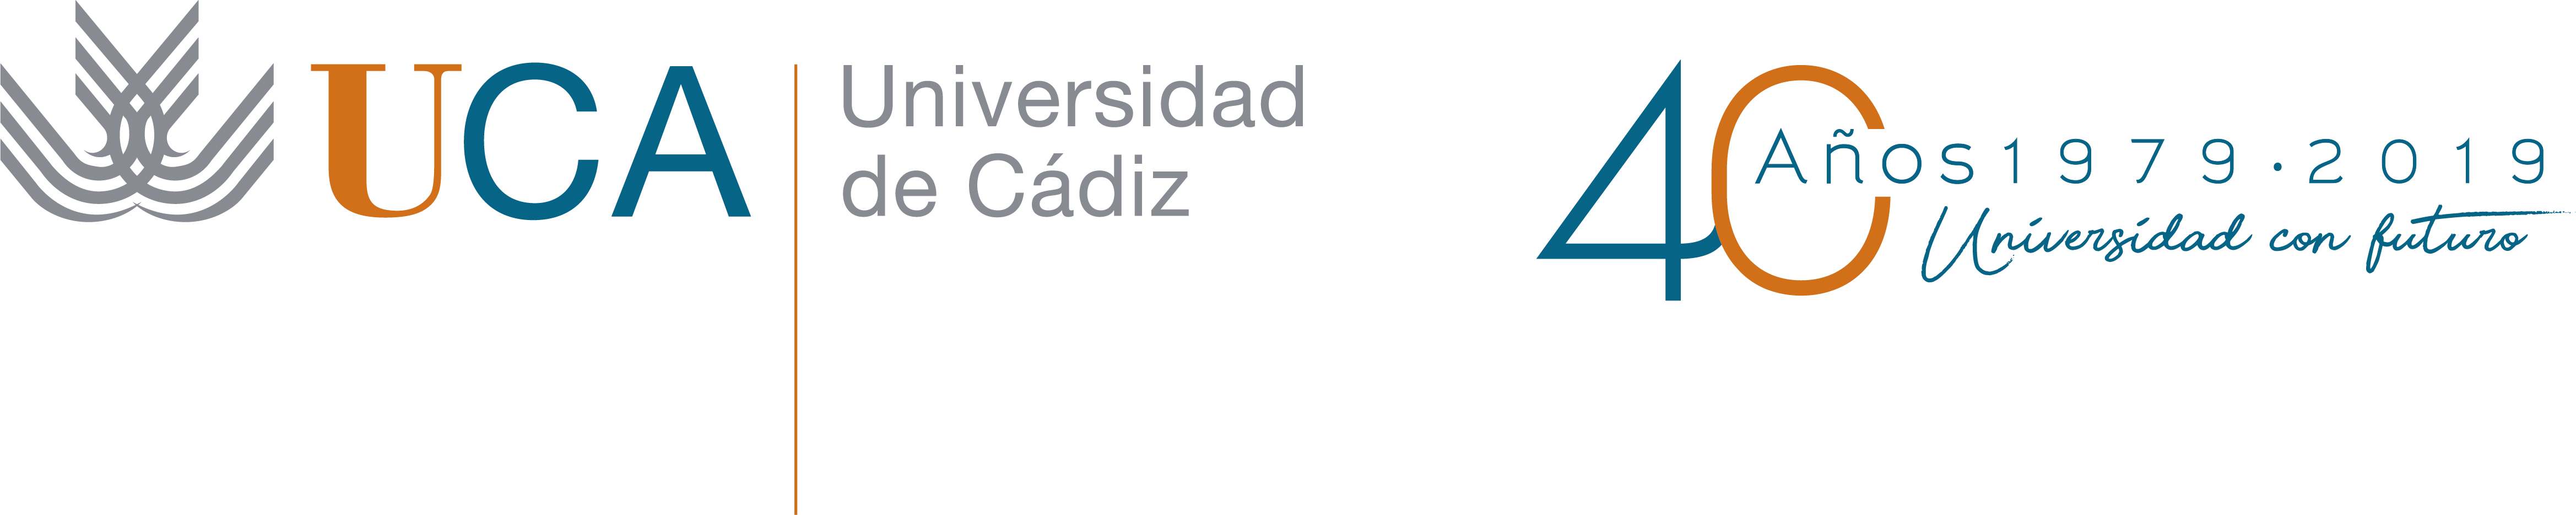 UCA
Universidad
de Cádiz
40
Años 1979 · 2019
Universidad con futuro